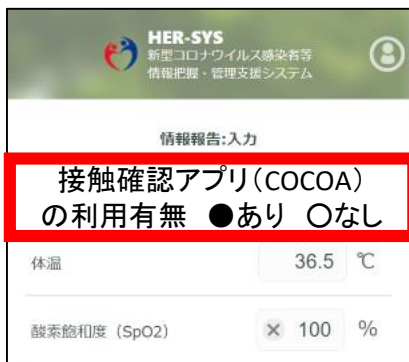 HER-SYS
新型コロナウイルス感染者等
情報把握・管理支援システム
情報報告:入力
接触確認アプリ（COCOA）
の利用有無 ●あり 〇なし
体温 36.5 ℃
酸素飽和度（SpO2） × 100 %